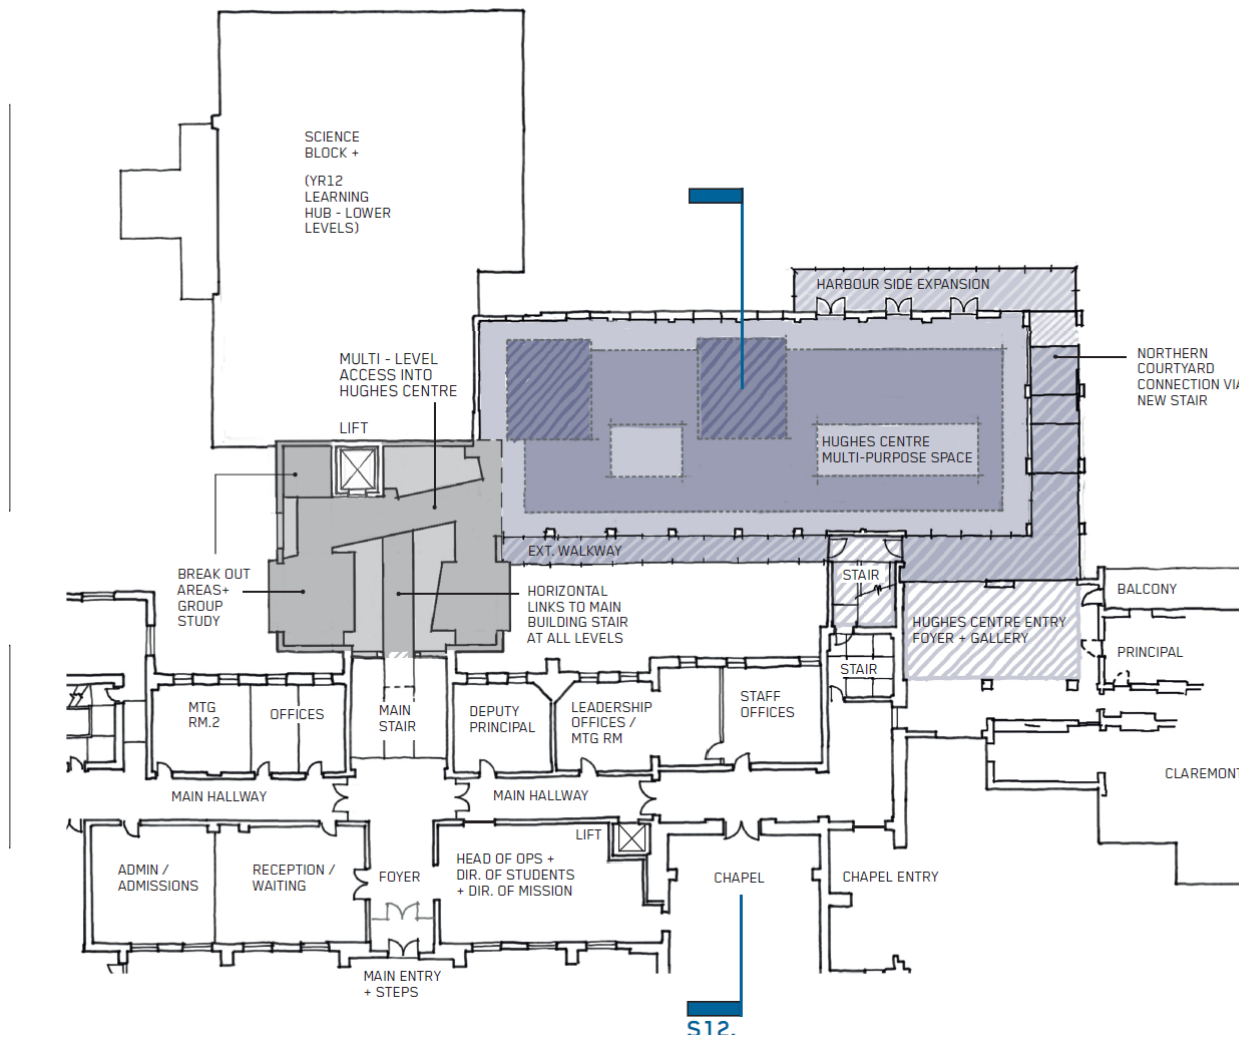 SCIENCE
BLOCK +
(YR12
LEARNING
HUB - LOWER
LEVELS)
HARBOUR SIDE EXPANSION
MULTI - LEVEL
ACCESS INTO
HUGHES CENTRE
NORTHERN
COURTYARD
CONNECTION VIA
NEW STAIR
LIFT
HUGHES CENTRE
MULTI-PURPOSE SPACE
EXT. WALKWAY
BREAK OUT
AREAS+
GROUP
STUDY
HORIZONTAL
LINKS TO MAIN
BUILDING STAIR
AT ALL LEVELS
STAIR
BALCONY
HUGHES CENTRE ENTRY
FOYER + GALLERY
PRINCIPAL
STAIR
MTG
RM.2
OFFICES
MAIN
STAIR
DEPUTY
PRINCIPAL
LEADERSHIP
OFFICES /
MTG RM
STAFF
OFFICES
CLAREMONT
MAIN HALLWAY
MAIN HALLWAY
LIFT
ADMIN /
ADMISSIONS
RECEPTION /
WAITING
FOYER
HEAD OF OPS +
DIR. OF STUDENTS
+ DIR. OF MISSION
CHAPEL
CHAPEL ENTRY
MAIN ENTRY
+ STEPS
S12.